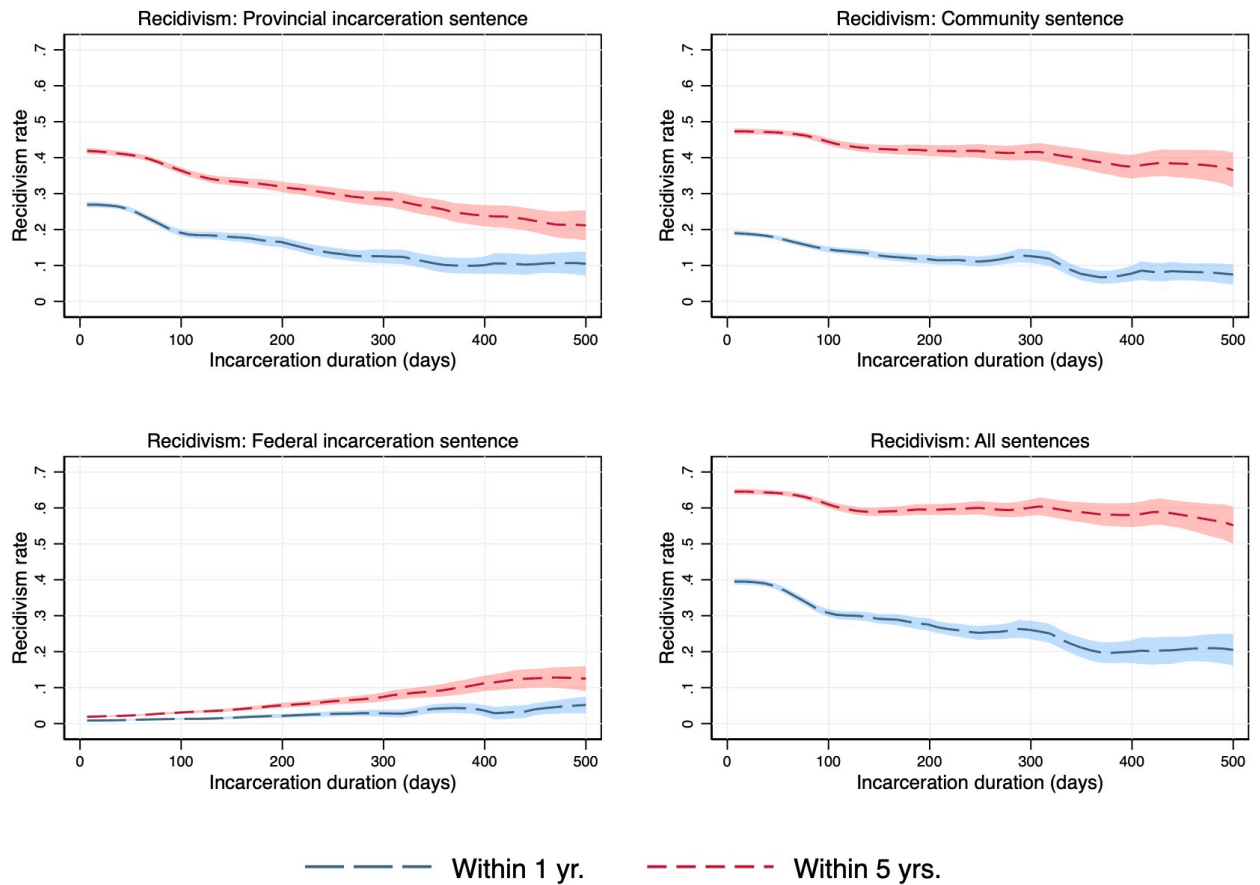 Recidivism: Provincial incarceration sentence
Recidivism rate
.7
.6
.5
.4
.3
.2
.1
0
0 100 200 300 400 500
Incarceration duration (days)
Recidivism: Community sentence
Recidivism rate
.7
.6
.5
.4
.3
.2
.1
0
0 100 200 300 400 500
Incarceration duration (days)
Recidivism: Federal incarceration sentence
Recidivism rate
.7
.6
.5
.4
.3
.2
.1
0
0 100 200 300 400 500
Incarceration duration (days)
Recidivism: All sentences
Recidivism rate
.7
.6
.5
.4
.3
.2
.1
0
0 100 200 300 400 500
Incarceration duration (days)
Within 1 yr. Within 5 yrs.